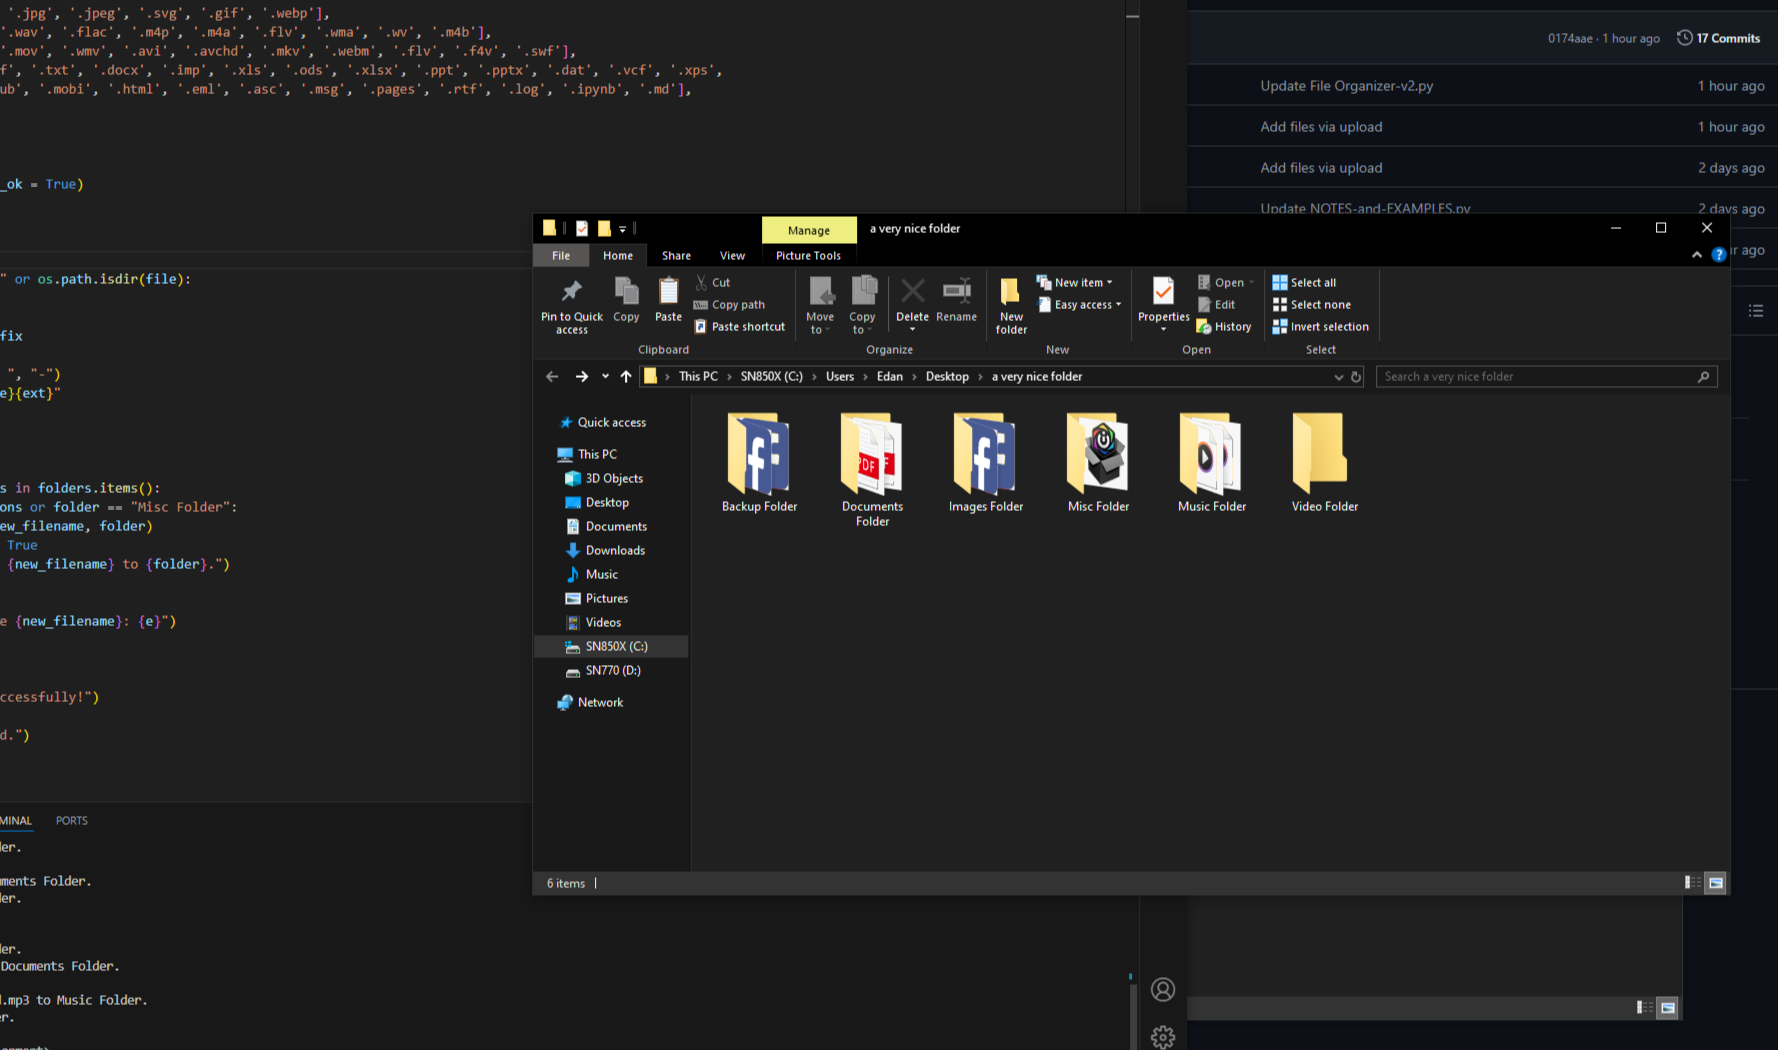 '.jpg', '.jpeg', '.svg', '.gif', '.webp'],
'.wav', '.flac', '.m4p', '.m4a', '.flv', '.wma', '.wv', '.m4b'],
'.mov', '.wmv', '.avi', '.avchd', '.mkv', '.webm', '.flv', '.f4v', '.swf'],
f', '.txt', '.docx', '.imp', '.xls', '.ods', '.xlsx', '.ppt', '.pptx', '.dat', '.vcf', '.xps',
ub', '.mobi', '.html', '.eml', '.asc', '.msg', '.pages', '.rtf', '.log', '.ipynb', '.md'],
_ok = True)
" or os.path.isdir(file):
fix
", "-")
e}{ext}"
s in folders.items():
ons or folder == "Misc Folder":
ew_filename, folder)
True
{new_filename} to {folder}.")
e {new_filename}: {e}")
ccessfully!")
d.")
MINAL PORTS
der.
uments Folder.
der.
der.
Documents Folder.
.mp3 to Music Folder.
er.
0174aae · 1 hour ago 17 Commits
Update File Organizer-v2.py 1 hour ago
Add files via upload 1 hour ago
Add files via upload 2 days ago
Update NOTES-and-EXAMPLES.py 2 days ago
ur ago
Manage a very nice folder
File Home Share View Picture Tools
?
Pin to Quick access
Copy
Paste
Cut
Copy path
Paste shortcut
Clipboard
Move to
Copy to
Delete
Rename
Organize
New folder
New item
Easy access
New
Properties
Open
Edit
History
Open
Select all
Select none
Invert selection
Select
This PC > SN850X (C:) > Users > Edan > Desktop > a very nice folder
Search a very nice folder
Quick access
This PC
3D Objects
Desktop
Documents
Downloads
Music
Pictures
Videos
SN850X (C:)
SN770 (D:)
Network
PDF
Backup Folder
Documents Folder
Images Folder
Misc Folder
Music Folder
Video Folder
6 items